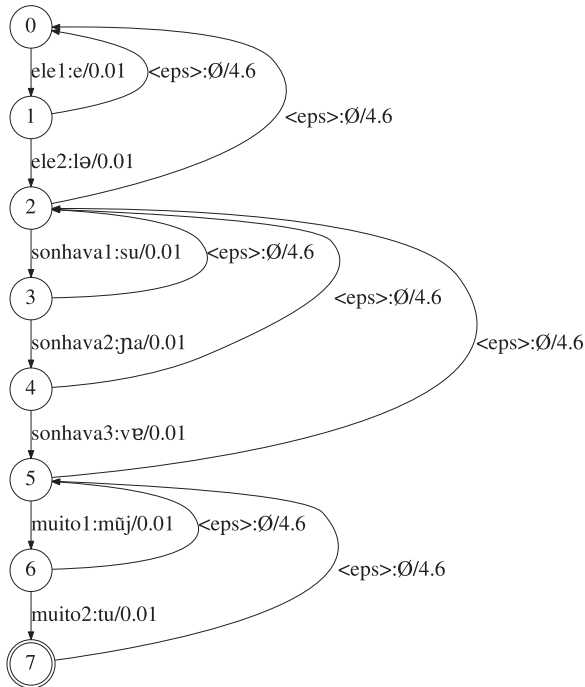 0
ele1:e/0.01 <eps>:Ø/4.6
1 <eps>:Ø/4.6
ele2:lə/0.01
2
sonhava1:su/0.01 <eps>:Ø/4.6
3 <eps>:Ø/4.6
sonhava2:ɲa/0.01 <eps>:Ø/4.6
4
sonhava3:vɐ/0.01
5
muito1:mũj/0.01 <eps>:Ø/4.6
6 <eps>:Ø/4.6
muito2:tu/0.01
7